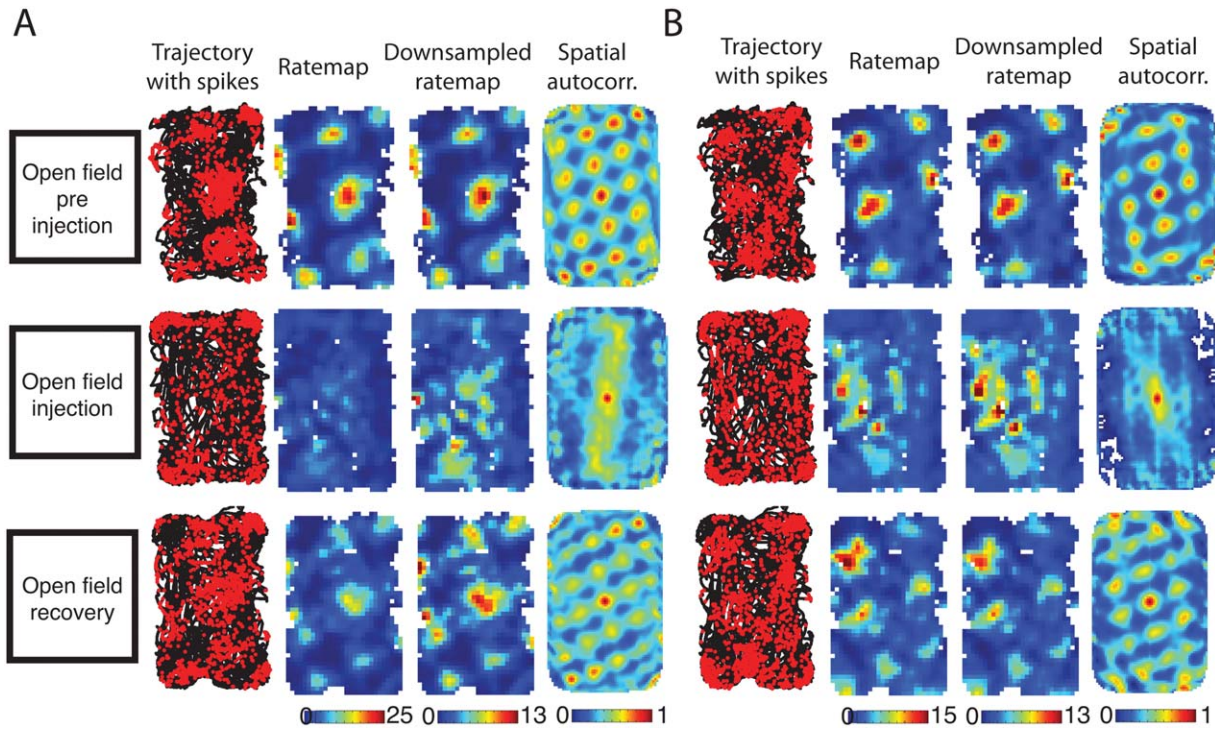 A
Trajectory
with spikes
Ratemap
Downsampled
ratemap
Spatial
autocorr.
B
Trajectory
with spikes
Ratemap
Downsampled
ratemap
Spatial
autocorr.
Open field
pre
injection
Open field
injection
Open field
recovery
0 25
0 13
0 1
0 15
0 13
0 1